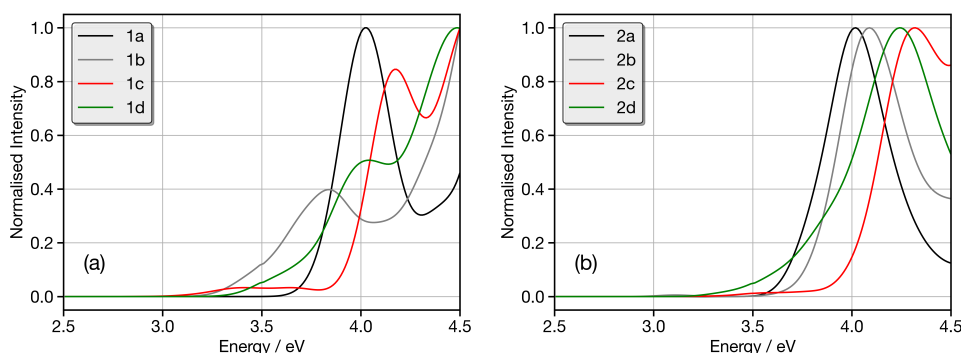 1.0
0.8
0.6
0.4
0.2
0.0
Normalised Intensity
1a
1b
1c
1d
(a)
2.5 3.0 3.5 4.0 4.5
Energy / eV
1.0
0.8
0.6
0.4
0.2
0.0
Normalised Intensity
2a
2b
2c
2d
(b)
2.5 3.0 3.5 4.0 4.5
Energy / eV